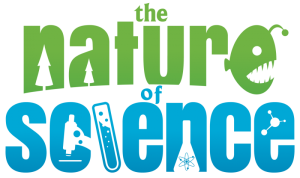 the
nature
of
science